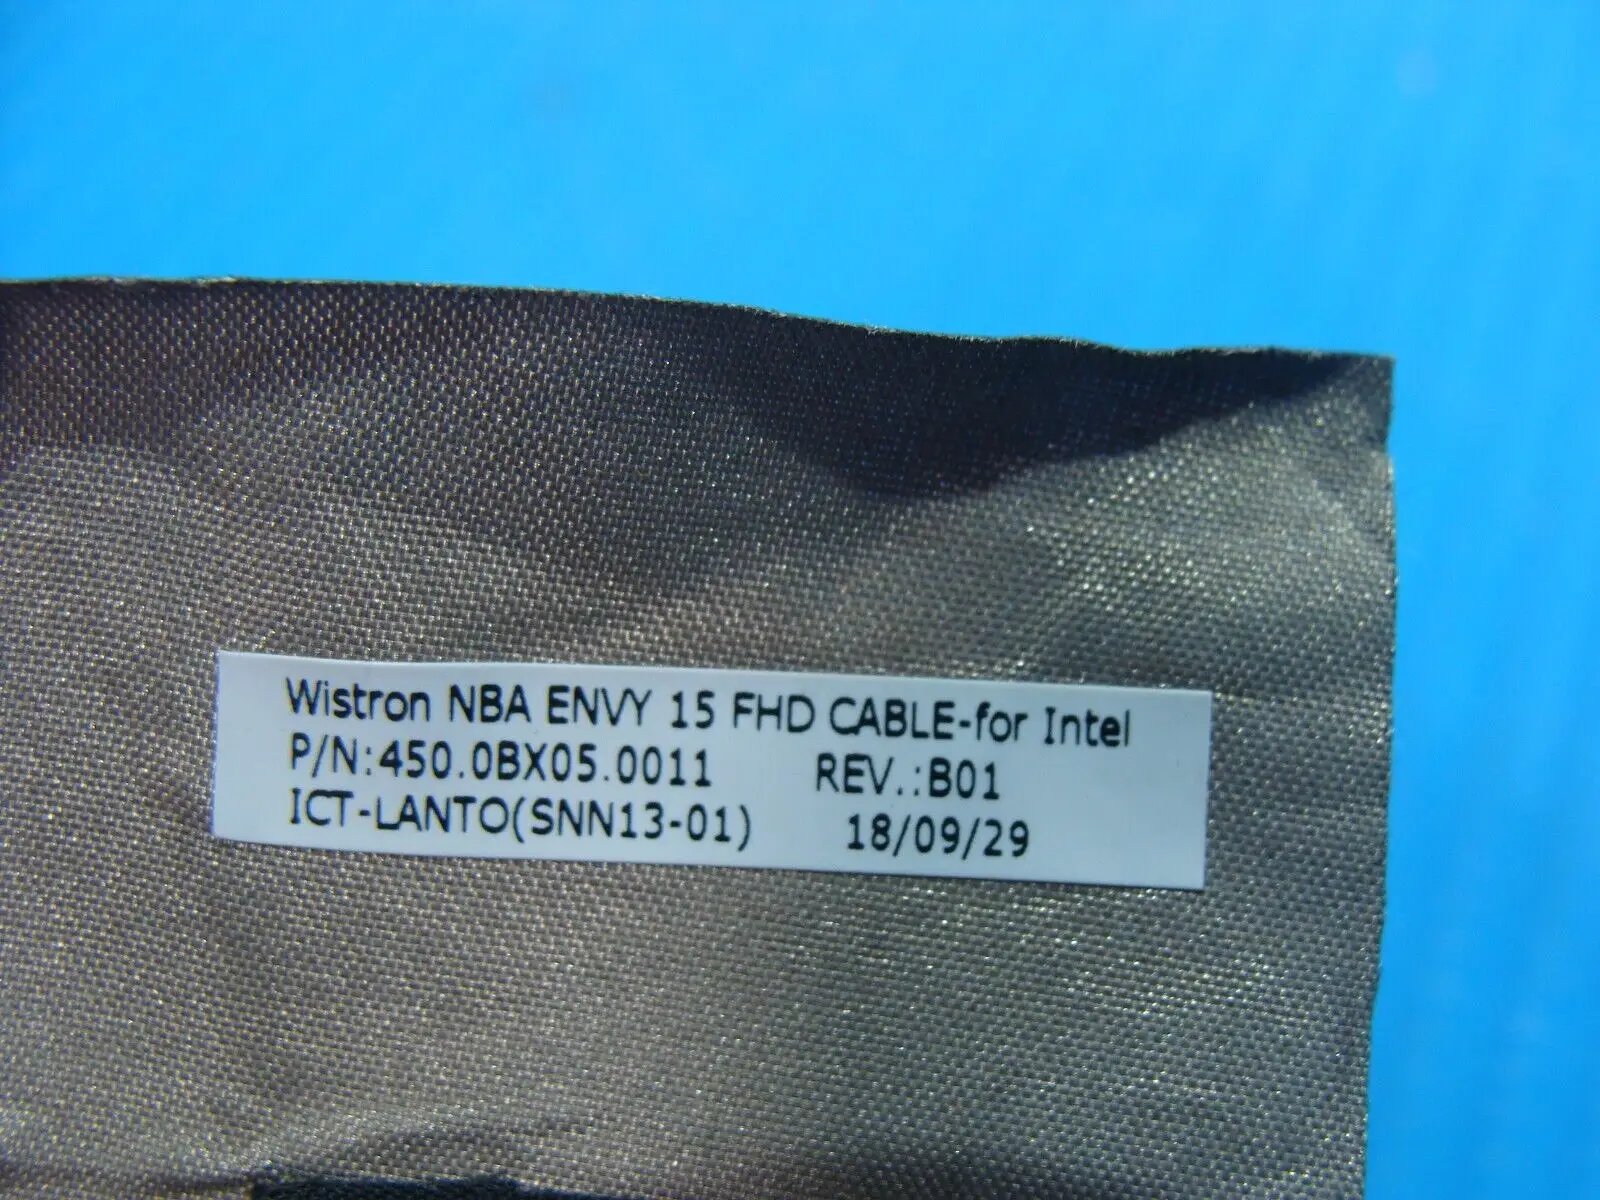 Wistron NBA ENVY 15 FHD CABLE-for Intel
P/N:450.0BX05.0011 REV.:B01
ICT-LANTO(SNN13-01) 18/09/29